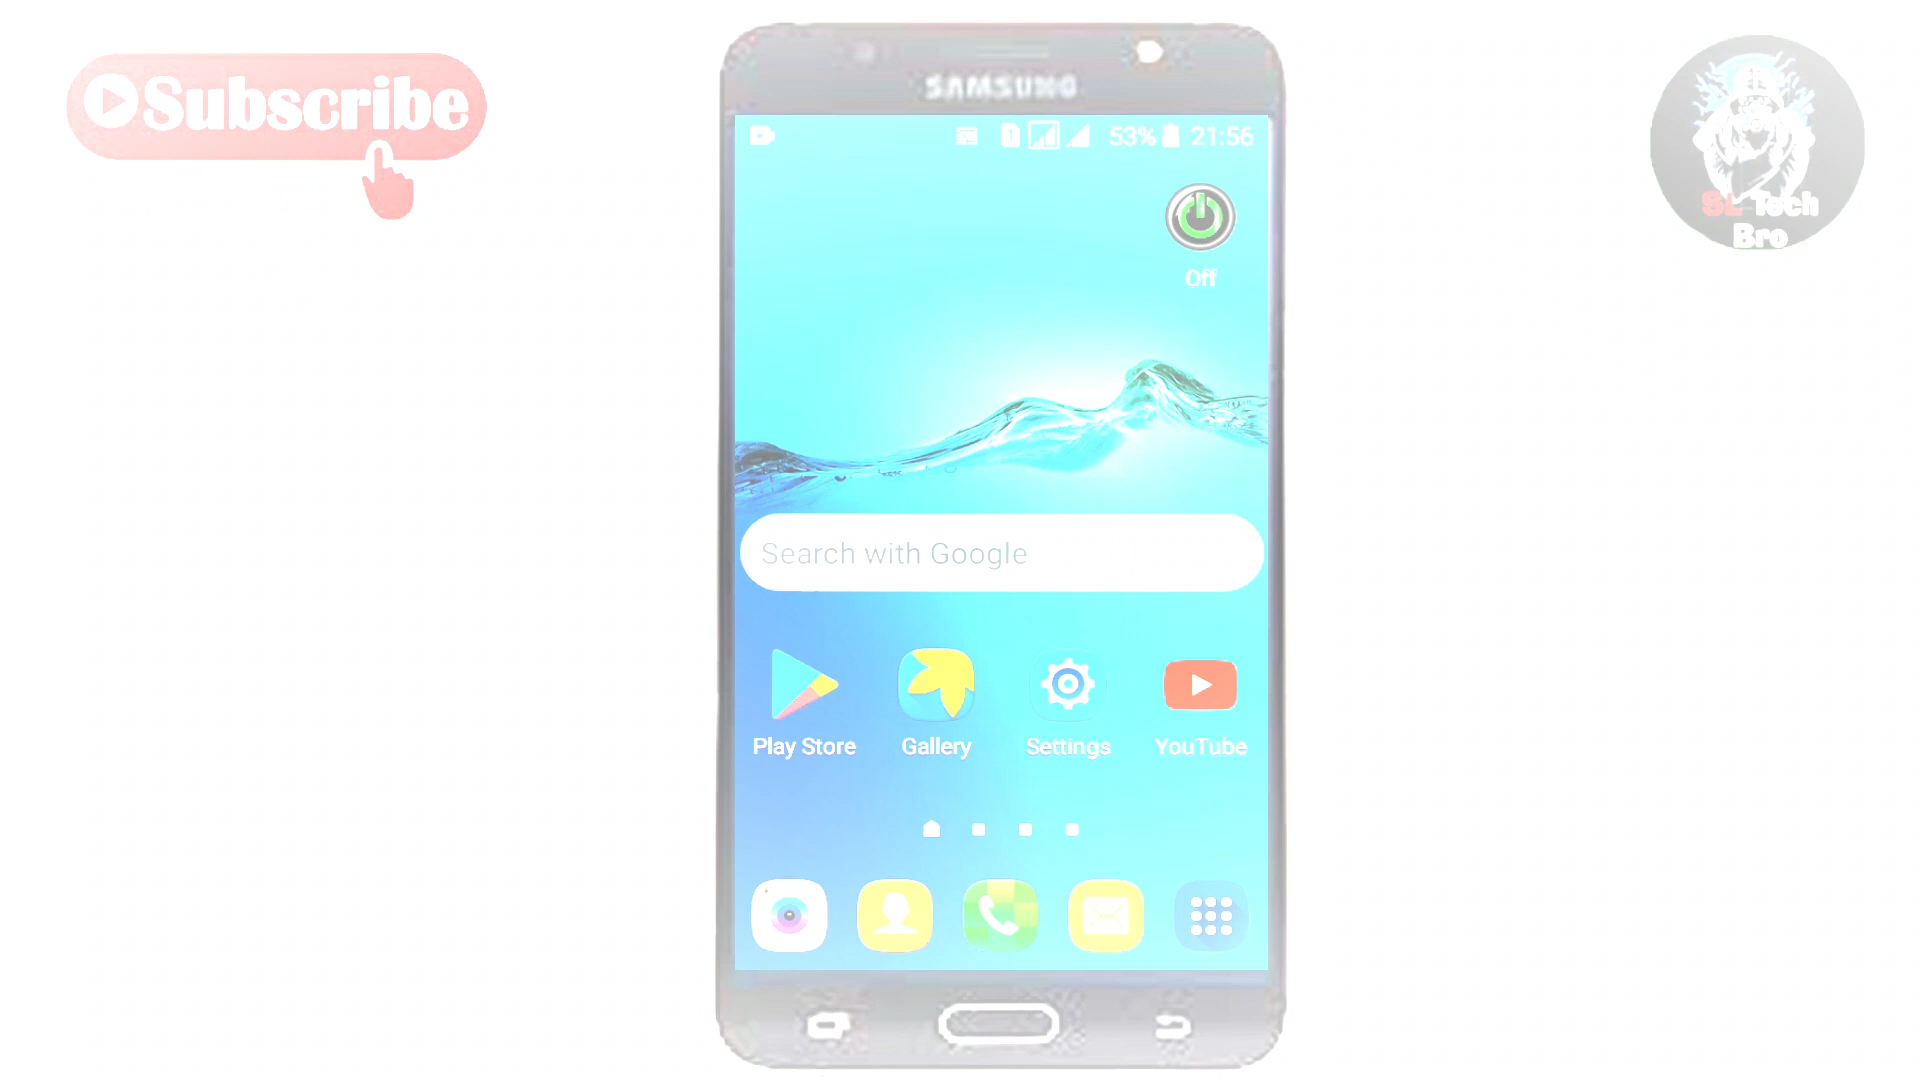 Subscribe
SAMSUNG
53% 21:56
SL Tech
Bro
Off
Search with Google
Play Store Gallery Settings YouTube